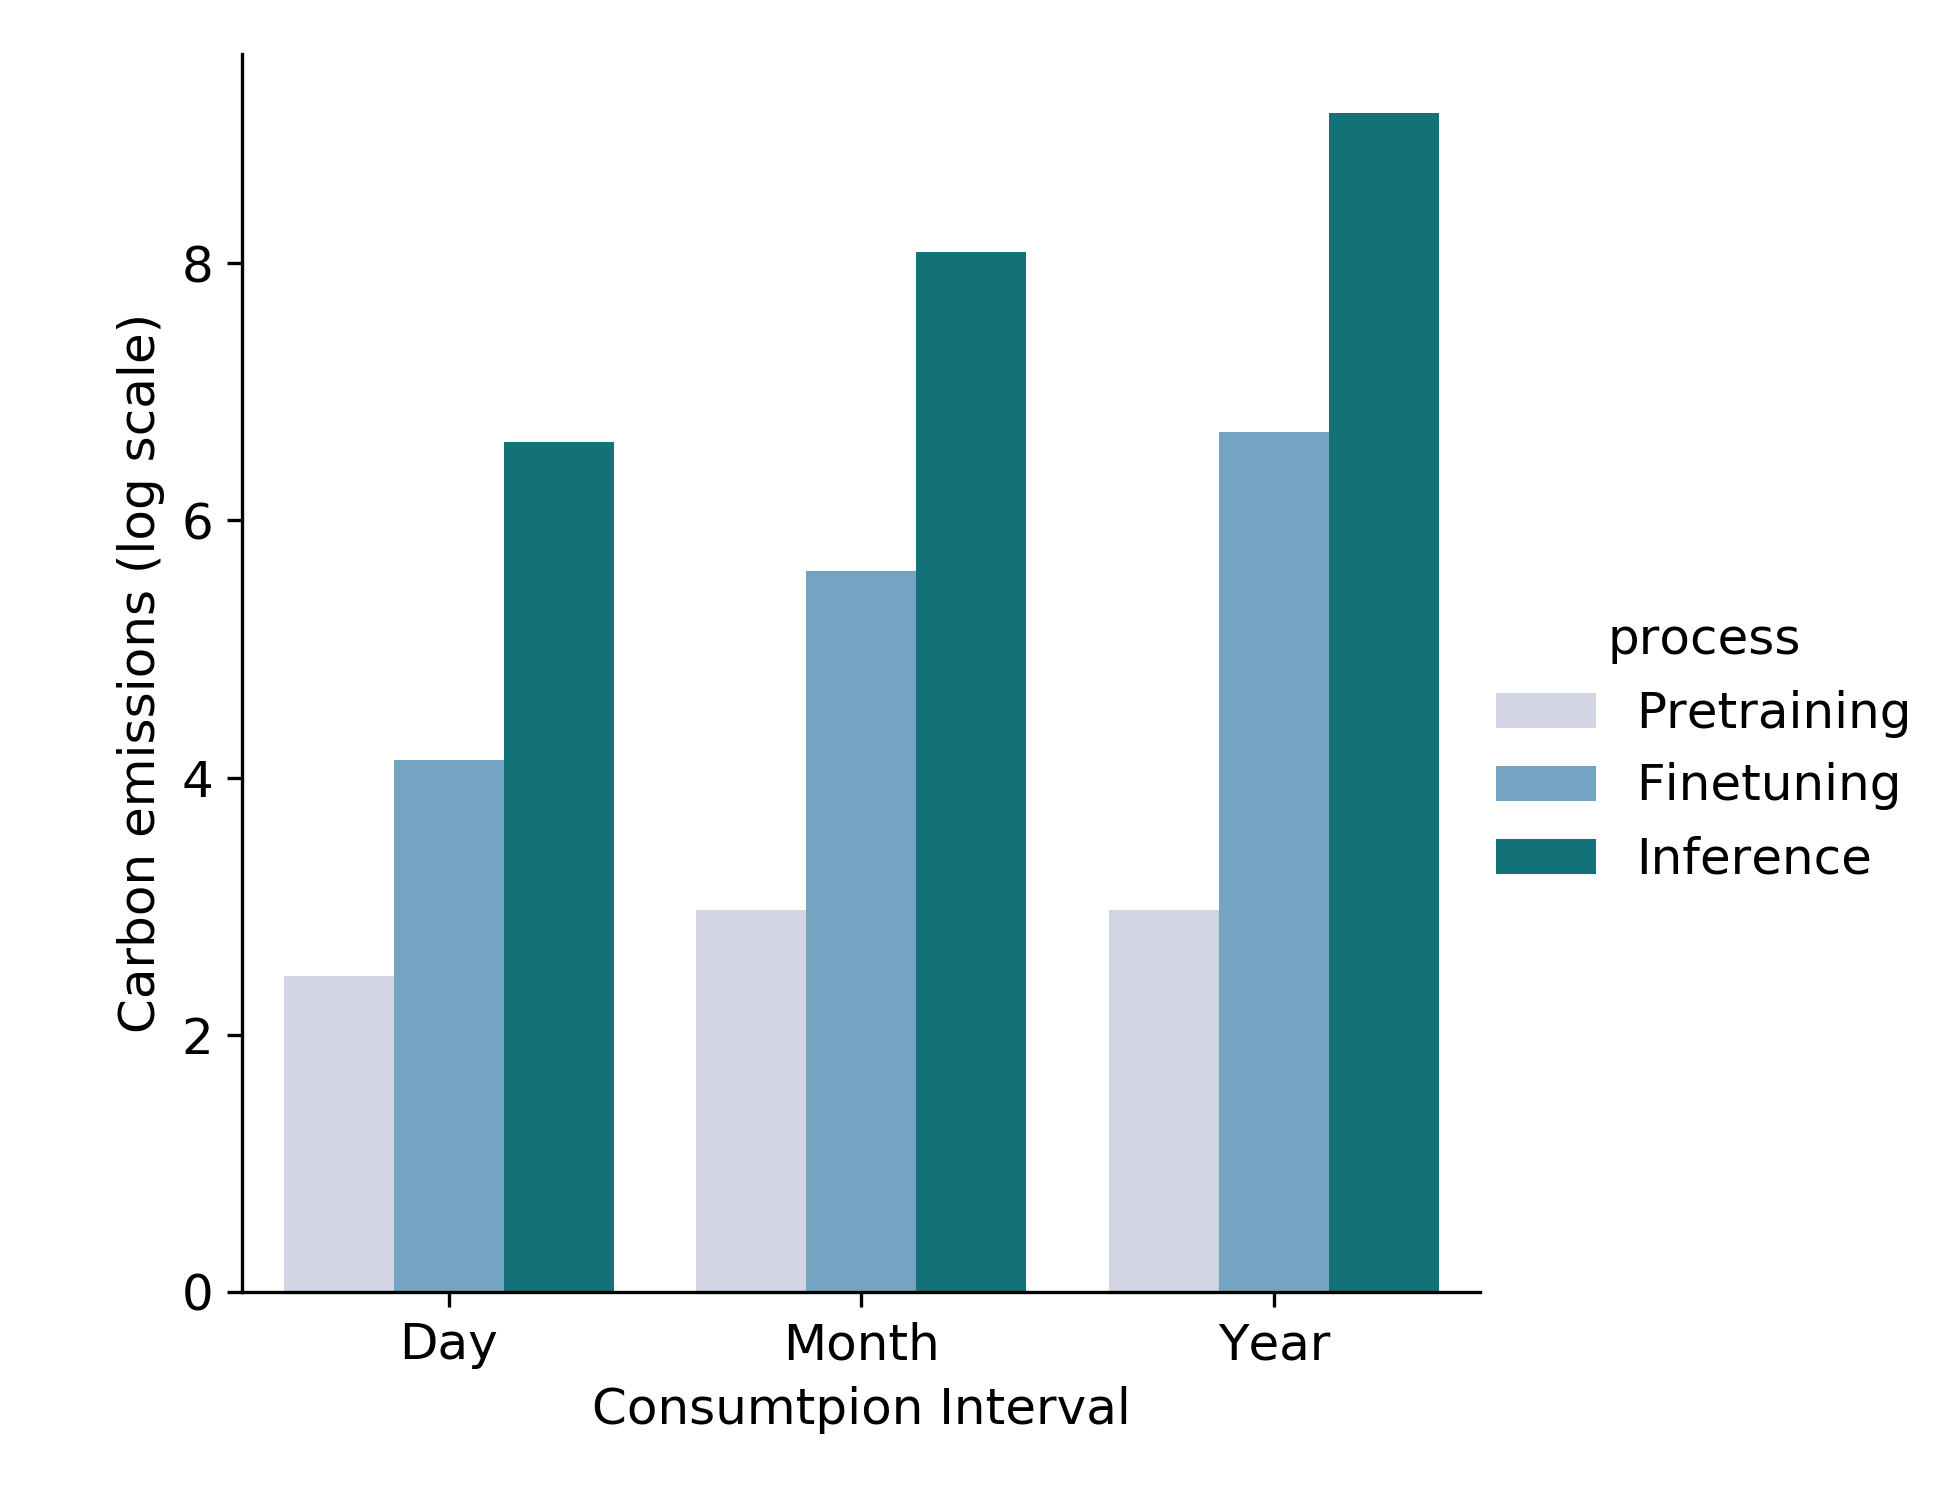 Carbon emissions (log scale)
8
6
4
2
0
Day
Month
Year
Consumtpion Interval
process
Pretraining
Finetuning
Inference